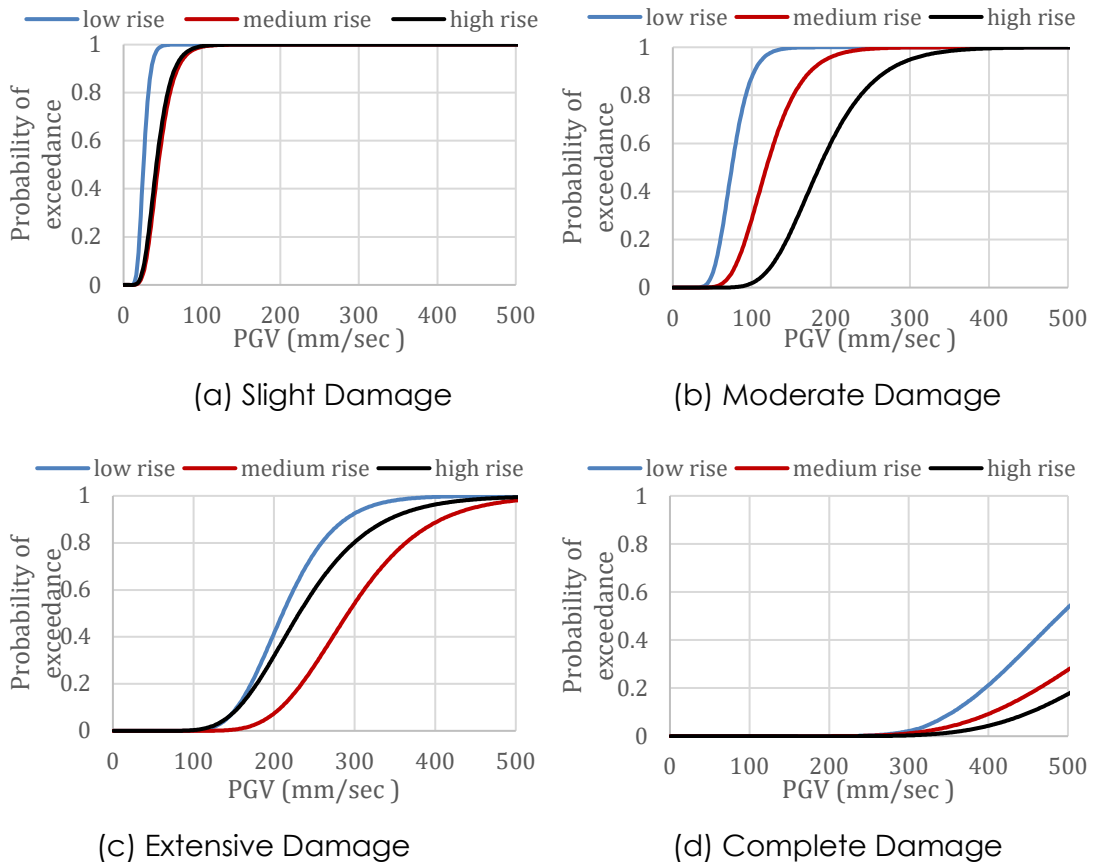 low rise medium rise high rise
Probability of exceedance
1
0.8
0.6
0.4
0.2
0
0 100 200 300 400 500
PGV (mm/sec )
(a) Slight Damage
low rise medium rise high rise
Probability of exceedance
1
0.8
0.6
0.4
0.2
0
0 100 200 300 400 500
PGV (mm/sec )
(b) Moderate Damage
low rise medium rise high rise
Probability of exceedance
1
0.8
0.6
0.4
0.2
0
0 100 200 300 400 500
PGV (mm/sec )
(c) Extensive Damage
low rise medium rise high rise
Probability of exceedance
1
0.8
0.6
0.4
0.2
0
0 100 200 300 400 500
PGV (mm/sec )
(d) Complete Damage